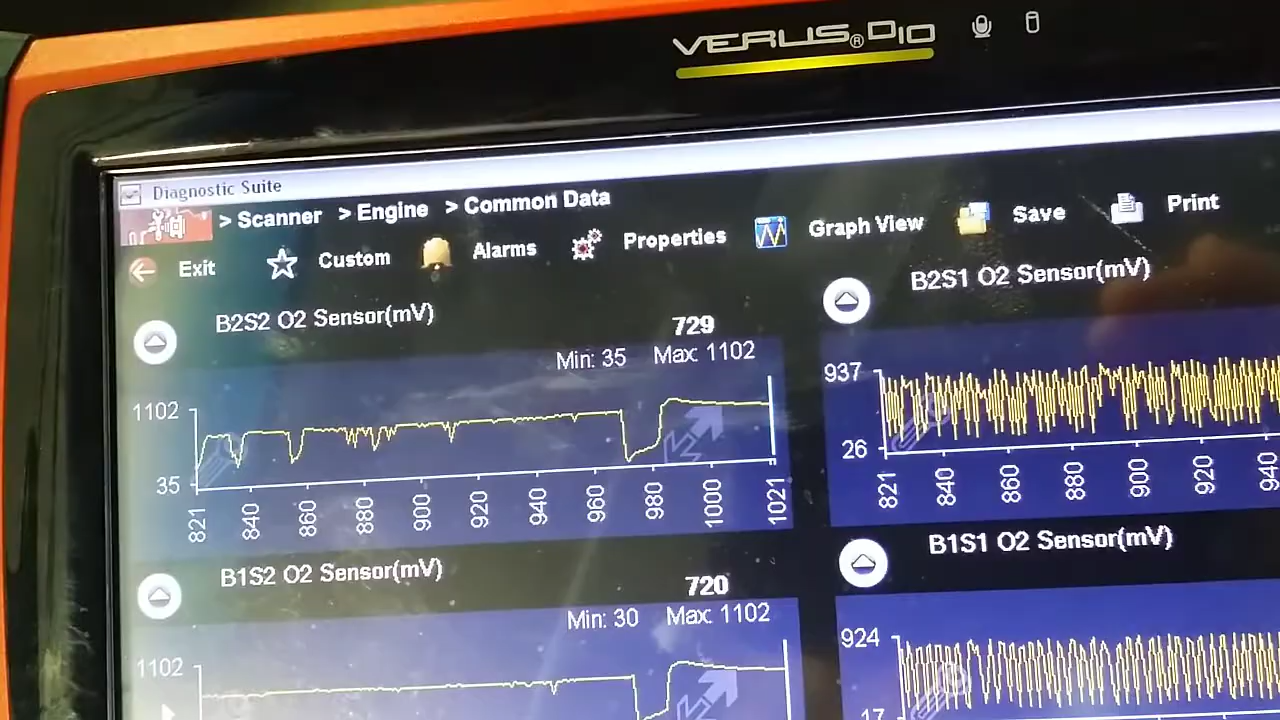 VERUS® DIO
Diagnostic Suite
> Scanner > Engine > Common Data
Exit Custom Alarms Properties Graph View Save Print
B2S2 O2 Sensor(mV)
729
Min: 35 Max: 1102
1102
35
821 840 860 880 900 920 940 960 980 1000 1021
B2S1 O2 Sensor(mV)
937
26
821 840 860 880 900 920 940
B1S2 O2 Sensor(mV)
720
Min: 30 Max: 1102
1102
B1S1 O2 Sensor(mV)
924
17